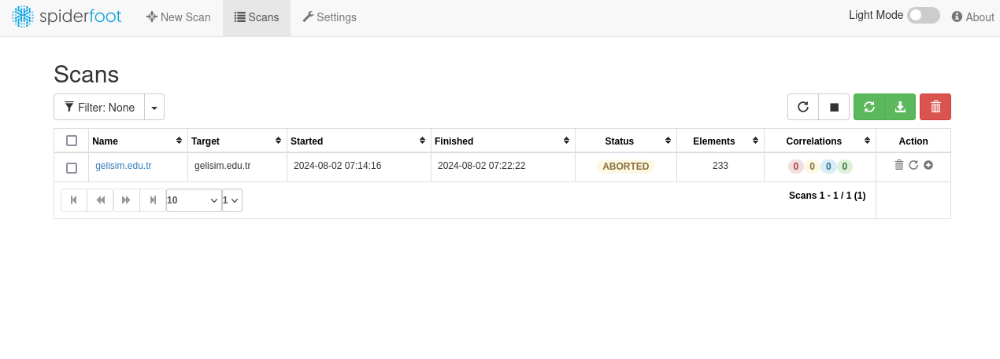 spiderfoot New Scan Scans Settings Light Mode About
Scans
Filter: None
Name Target Started Finished Status Elements Correlations Action
gelisim.edu.tr gelisim.edu.tr 2024-08-02 07:14:16 2024-08-02 07:22:22 ABORTED 233 0 0 0 0
10 1 Scans 1 - 1 / 1 (1)